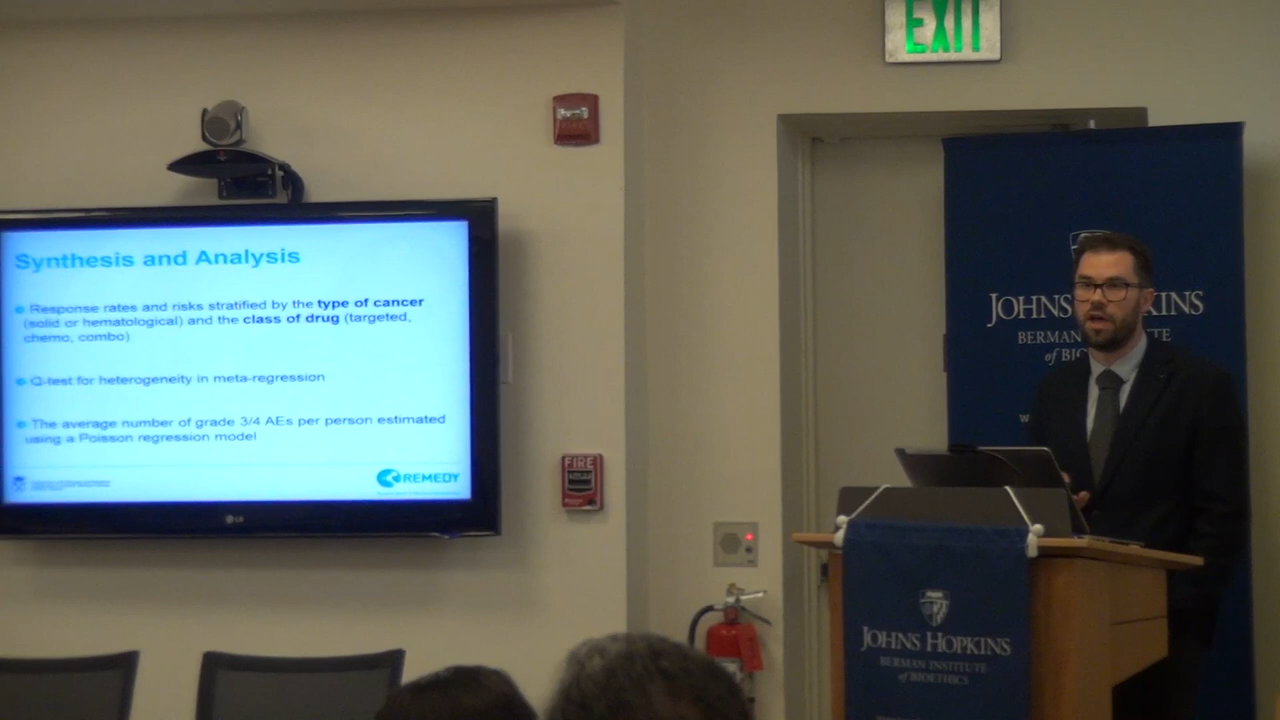 EXIT
Synthesis and Analysis
Response rates and risks stratified by the type of cancer
(solid or hematological) and the class of drug (targeted,
chemo, combo)
Q-test for heterogeneity in meta-regression
The average number of grade 3/4 AEs per person estimated
using a Poisson regression model
REMEDY
LG
FIRE
JOHNS KINS
BERMAN TE
of BIO
W
JOHNS HOPKINS
BERMAN INSTITUTE
of BIOETHICS